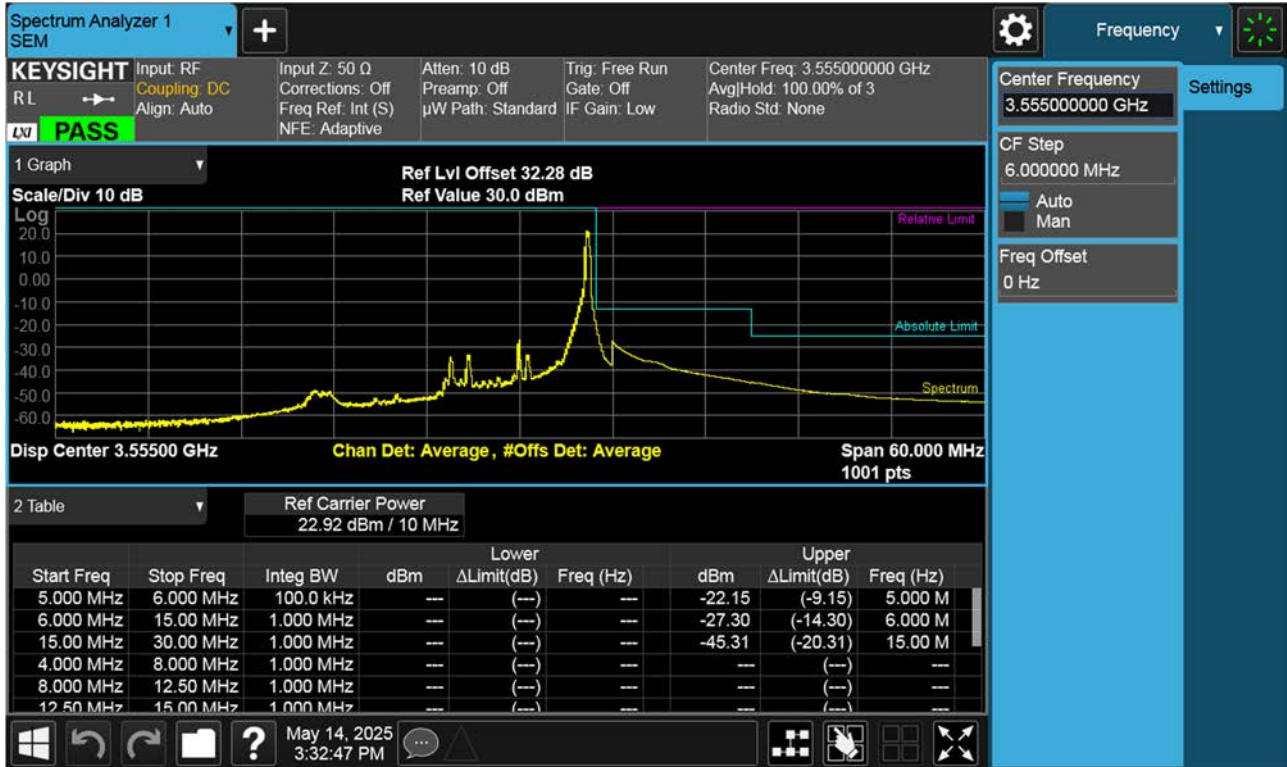 Spectrum Analyzer 1
SEM
Frequency
KEYSIGHT
RL
LXI
PASS
Input: RF
Coupling: DC
Align: Auto
Input Z: 50 Ω
Corrections: Off
Freq Ref: Int (S)
NFE: Adaptive
Atten: 10 dB
Preamp: Off
µW Path: Standard
Trig: Free Run
Gate: Off
IF Gain: Low
Center Freq: 3.555000000 GHz
Avg|Hold: 100.00% of 3
Radio Std: None
Center Frequency
3.555000000 GHz
Settings
CF Step
6.000000 MHz
Auto
Man
Freq Offset
0 Hz
1 Graph
Scale/Div 10 dB
Ref Lvl Offset 32.28 dB
Ref Value 30.0 dBm
Log
20.0
10.0
0.00
-10.0
-20.0
-30.0
-40.0
-50.0
-60.0
Relative Limit
Absolute Limit
Spectrum
Disp Center 3.55500 GHz
Chan Det: Average, #Offs Det: Average
Span 60.000 MHz
1001 pts
2 Table
Ref Carrier Power
22.92 dBm / 10 MHz
Lower Upper
Start Freq Stop Freq Integ BW dBm ΔLimit(dB) Freq (Hz) dBm ΔLimit(dB) Freq (Hz)
5.000 MHz 6.000 MHz 100.0 kHz --- (---) --- -22.15 (-9.15) 5.000 M
6.000 MHz 15.00 MHz 1.000 MHz --- (---) --- -27.30 (-14.30) 6.000 M
15.00 MHz 30.00 MHz 1.000 MHz --- (---) --- -45.31 (-20.31) 15.00 M
4.000 MHz 8.000 MHz 1.000 MHz --- (---) --- --- (---) ---
8.000 MHz 12.50 MHz 1.000 MHz --- (---) --- --- (---) ---
12.50 MHz 15.00 MHz 1.000 MHz --- (---) --- --- (---) ---
?
May 14, 2025
3:32:47 PM